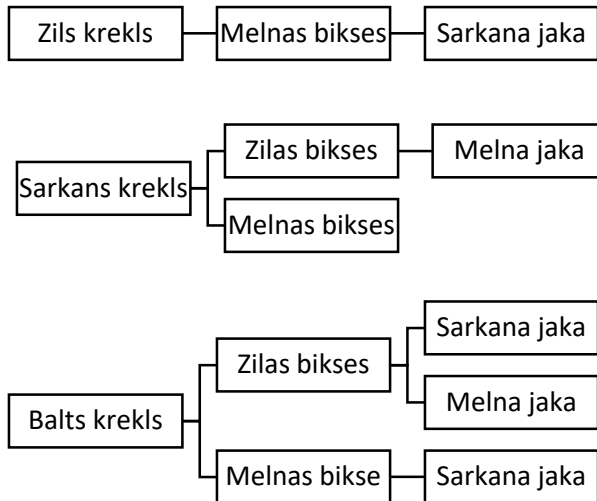 Zils krekls
Melnas bikses
Sarkana jaka
Zilas bikses
Melna jaka
Sarkans krekls
Melnas bikses
Sarkana jaka
Zilas bikses
Melna jaka
Balts krekls
Melnas bikse
Sarkana jaka